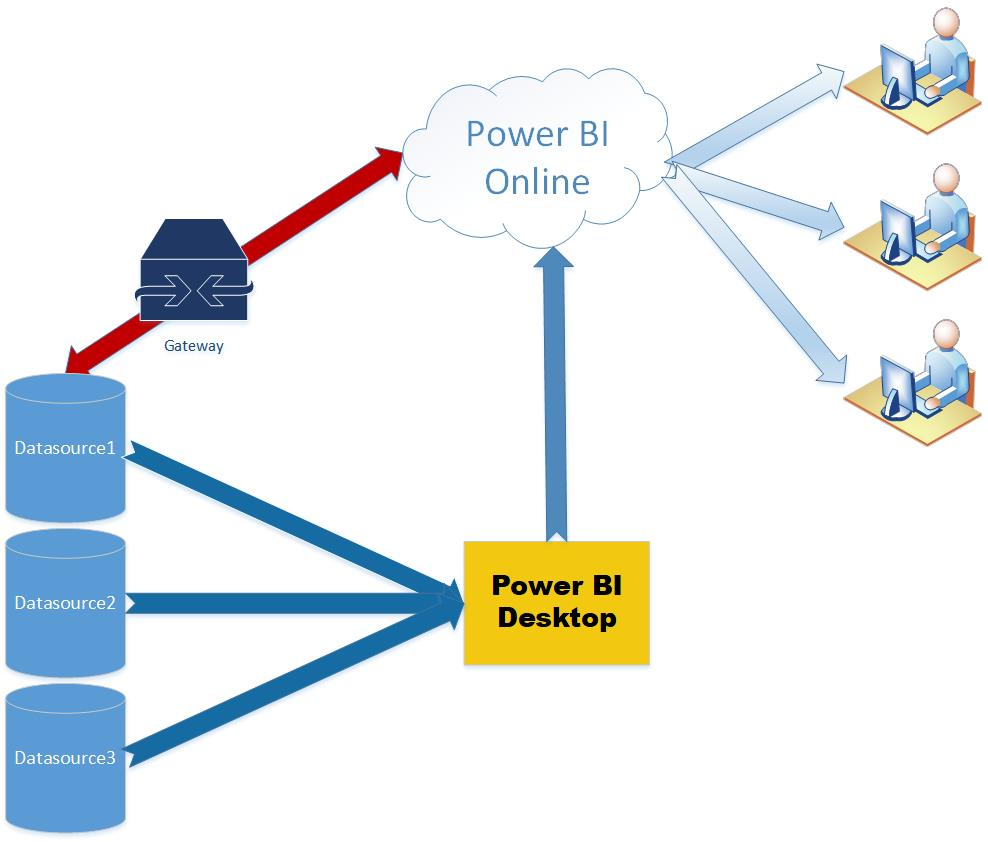 Power BI
Online
Gateway
Datasource1
Datasource2
Power BI
Desktop
Datasource3